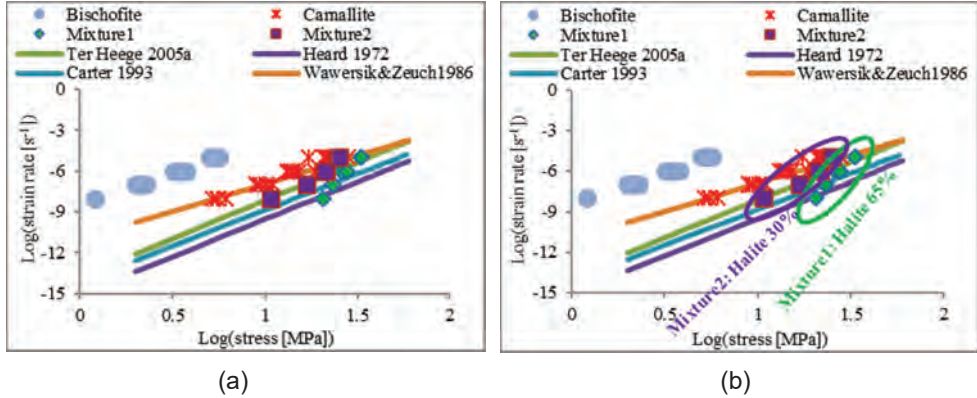 Bischofite Carnallite
Mixture1 Mixture2
Ter Heege 2005a Heard 1972
Carter 1993 Wawersik&Zeuch1986
0
-3
-6
-9
-12
-15
0 0.5 1 1.5 2
Log(strain rate [s-1])
Log(stress [MPa])
(a)
Bischofite Carnallite
Mixture1 Mixture2
Ter Heege 2005a Heard 1972
Carter 1993 Wawersik&Zeuch1986
0
-3
-6
-9
-12
-15
0 0.5 1 1.5 2
Log(strain rate [s-1])
Log(stress [MPa])
Mixture2: Halite 30%
Mixture1: Halite 65%
(b)